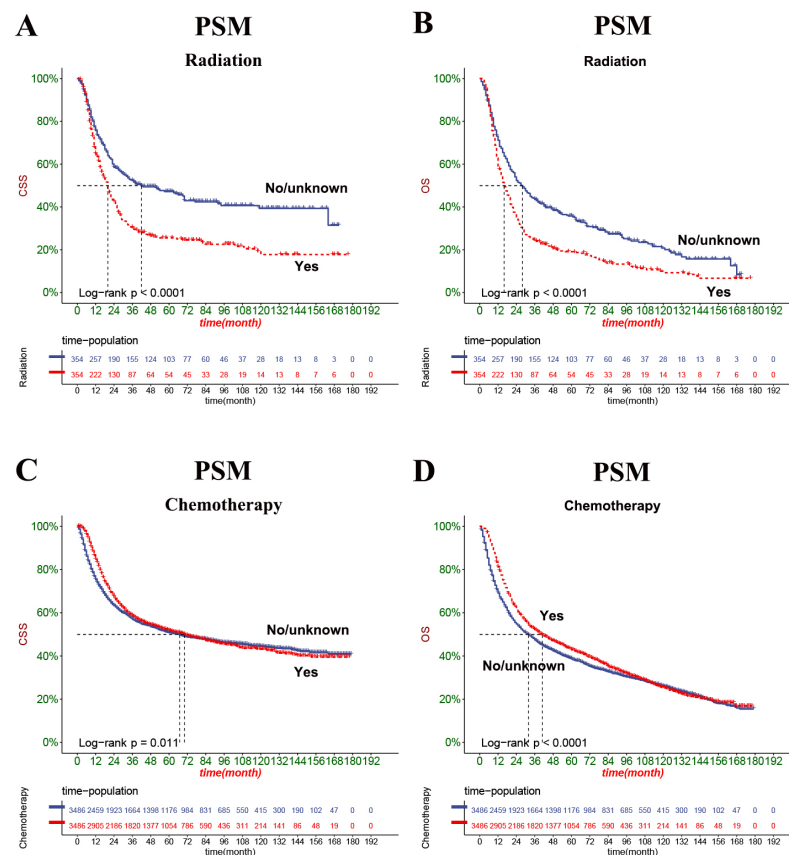 A
PSM
Radiation
100%
80%
60%
40%
20%
0%
CSS
No/unknown
Yes
Log-rank p < 0.0001
0 12 24 36 48 60 72 84 96 108 120 132 144 156 168 180 192
time(month)
time-population
Radiation
354 257 190 155 124 103 77 60 46 37 28 18 13 8 3 0 0
354 222 130 87 64 54 45 33 28 19 14 13 8 7 6 0 0
0 12 24 36 48 60 72 84 96 108 120 132 144 156 168 180 192
time(month)
B
PSM
Radiation
100%
80%
60%
40%
20%
0%
OS
No/unknown
Yes
Log-rank p < 0.0001
0 12 24 36 48 60 72 84 96 108 120 132 144 156 168 180 192
time(month)
time-population
Radiation
354 257 190 155 124 103 77 60 46 37 28 18 13 8 3 0 0
354 222 130 87 64 54 45 33 28 19 14 13 8 7 6 0 0
0 12 24 36 48 60 72 84 96 108 120 132 144 156 168 180 192
time(month)
C
PSM
Chemotherapy
100%
80%
60%
40%
20%
0%
CSS
No/unknown
Yes
Log-rank p = 0.011
0 12 24 36 48 60 72 84 96 108 120 132 144 156 168 180 192
time(month)
time-population
Chemotherapy
3486 2459 1923 1664 1398 1176 984 831 685 550 415 300 190 102 47 0 0
3486 2905 2186 1820 1377 1054 786 590 436 311 214 141 86 48 19 0 0
0 12 24 36 48 60 72 84 96 108 120 132 144 156 168 180 192
time(month)
D
PSM
Chemotherapy
100%
80%
60%
40%
20%
0%
OS
Yes
No/unknown
Log-rank p < 0.0001
0 12 24 36 48 60 72 84 96 108 120 132 144 156 168 180 192
time(month)
time-population
Chemotherapy
3486 2459 1923 1664 1398 1176 984 831 685 550 415 300 190 102 47 0 0
3486 2905 2186 1820 1377 1054 786 590 436 311 214 141 86 48 19 0 0
0 12 24 36 48 60 72 84 96 108 120 132 144 156 168 180 192
time(month)